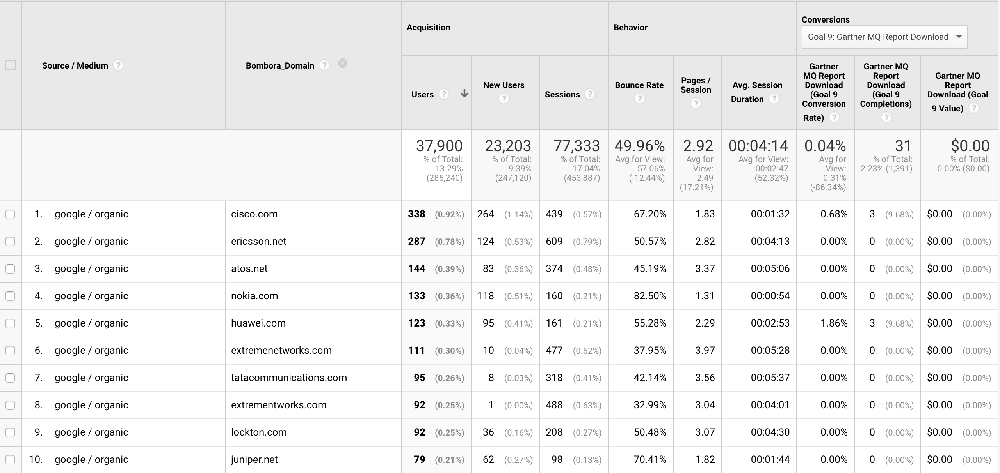 Acquisition
Behavior
Conversions
Goal 9: Gartner MQ Report Download
Source / Medium ?
Bombora_Domain ?
Users ?
New Users
?
Sessions ?
Bounce Rate
?
Pages /
Session
?
Avg. Session
Duration ?
Gartner
MQ Report
Download
(Goal 9
Conversion
Rate) ?
Gartner MQ
Report
Download
(Goal 9
Completions)
?
Gartner MQ
Report
Download (Goal
9 Value) ?
37,900
% of Total:
13.29%
(285,240)
23,203
% of Total:
9.39%
(247,120)
77,333
% of Total:
17.04%
(453,887)
49.96%
Avg for View:
57.06%
(-12.44%)
2.92
Avg for
View:
2.49
(17.21%)
00:04:14
Avg for View:
00:02:47
(52.32%)
0.04%
Avg for
View:
0.31%
(-86.34%)
31
% of Total:
2.23% (1,391)
$0.00
% of Total:
0.00% ($0.00)
1. google / organic cisco.com 338 (0.92%) 264 (1.14%) 439 (0.57%) 67.20% 1.83 00:01:32 0.68% 3 (9.68%) $0.00 (0.00%)
2. google / organic ericsson.net 287 (0.78%) 124 (0.53%) 609 (0.79%) 50.57% 2.82 00:04:13 0.00% 0 (0.00%) $0.00 (0.00%)
3. google / organic atos.net 144 (0.39%) 83 (0.36%) 374 (0.48%) 45.19% 3.37 00:05:06 0.00% 0 (0.00%) $0.00 (0.00%)
4. google / organic nokia.com 133 (0.36%) 118 (0.51%) 160 (0.21%) 82.50% 1.31 00:00:54 0.00% 0 (0.00%) $0.00 (0.00%)
5. google / organic huawei.com 123 (0.33%) 95 (0.41%) 161 (0.21%) 55.28% 2.29 00:02:53 1.86% 3 (9.68%) $0.00 (0.00%)
6. google / organic extremenetworks.com 111 (0.30%) 10 (0.04%) 477 (0.62%) 37.95% 3.97 00:05:28 0.00% 0 (0.00%) $0.00 (0.00%)
7. google / organic tatacommunications.com 95 (0.26%) 8 (0.03%) 318 (0.41%) 42.14% 3.56 00:05:37 0.00% 0 (0.00%) $0.00 (0.00%)
8. google / organic extrementworks.com 92 (0.25%) 1 (0.00%) 488 (0.63%) 32.99% 3.04 00:04:01 0.00% 0 (0.00%) $0.00 (0.00%)
9. google / organic lockton.com 92 (0.25%) 36 (0.16%) 208 (0.27%) 50.48% 3.07 00:04:30 0.00% 0 (0.00%) $0.00 (0.00%)
10. google / organic juniper.net 79 (0.21%) 62 (0.27%) 98 (0.13%) 70.41% 1.82 00:01:44 0.00% 0 (0.00%) $0.00 (0.00%)